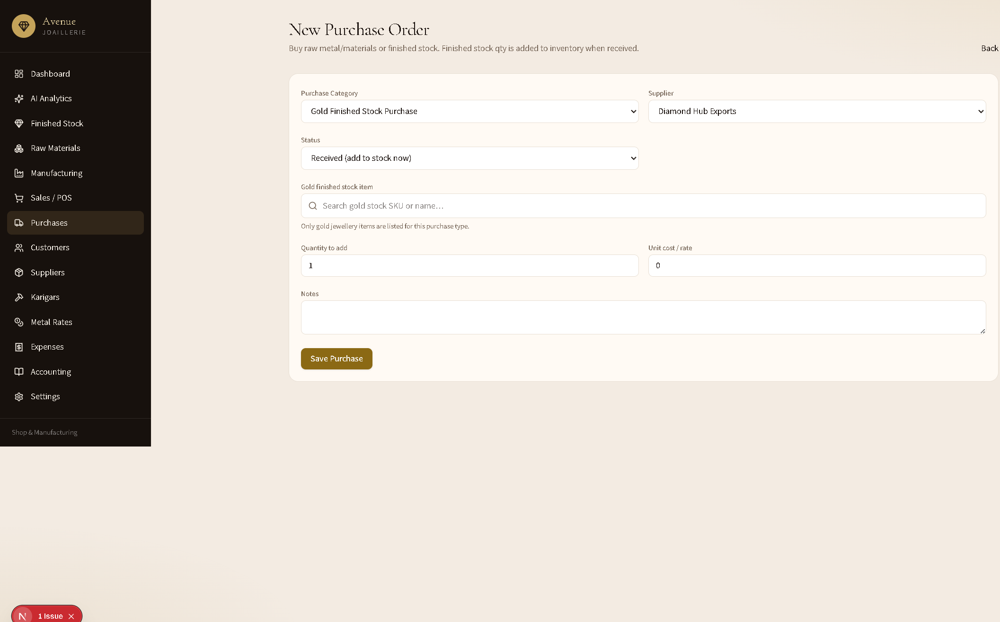 Avenue
JOAILLERIE
Dashboard
AI Analytics
Finished Stock
Raw Materials
Manufacturing
Sales / POS
Purchases
Customers
Suppliers
Karigars
Metal Rates
Expenses
Accounting
Settings
Shop & Manufacturing
1 Issue
New Purchase Order
Buy raw metal/materials or finished stock. Finished stock qty is added to inventory when received.
Back
Purchase Category
Gold Finished Stock Purchase
Supplier
Diamond Hub Exports
Status
Received (add to stock now)
Gold finished stock item
Search gold stock SKU or name...
Only gold jewellery items are listed for this purchase type.
Quantity to add
1
Unit cost / rate
0
Notes
Save Purchase